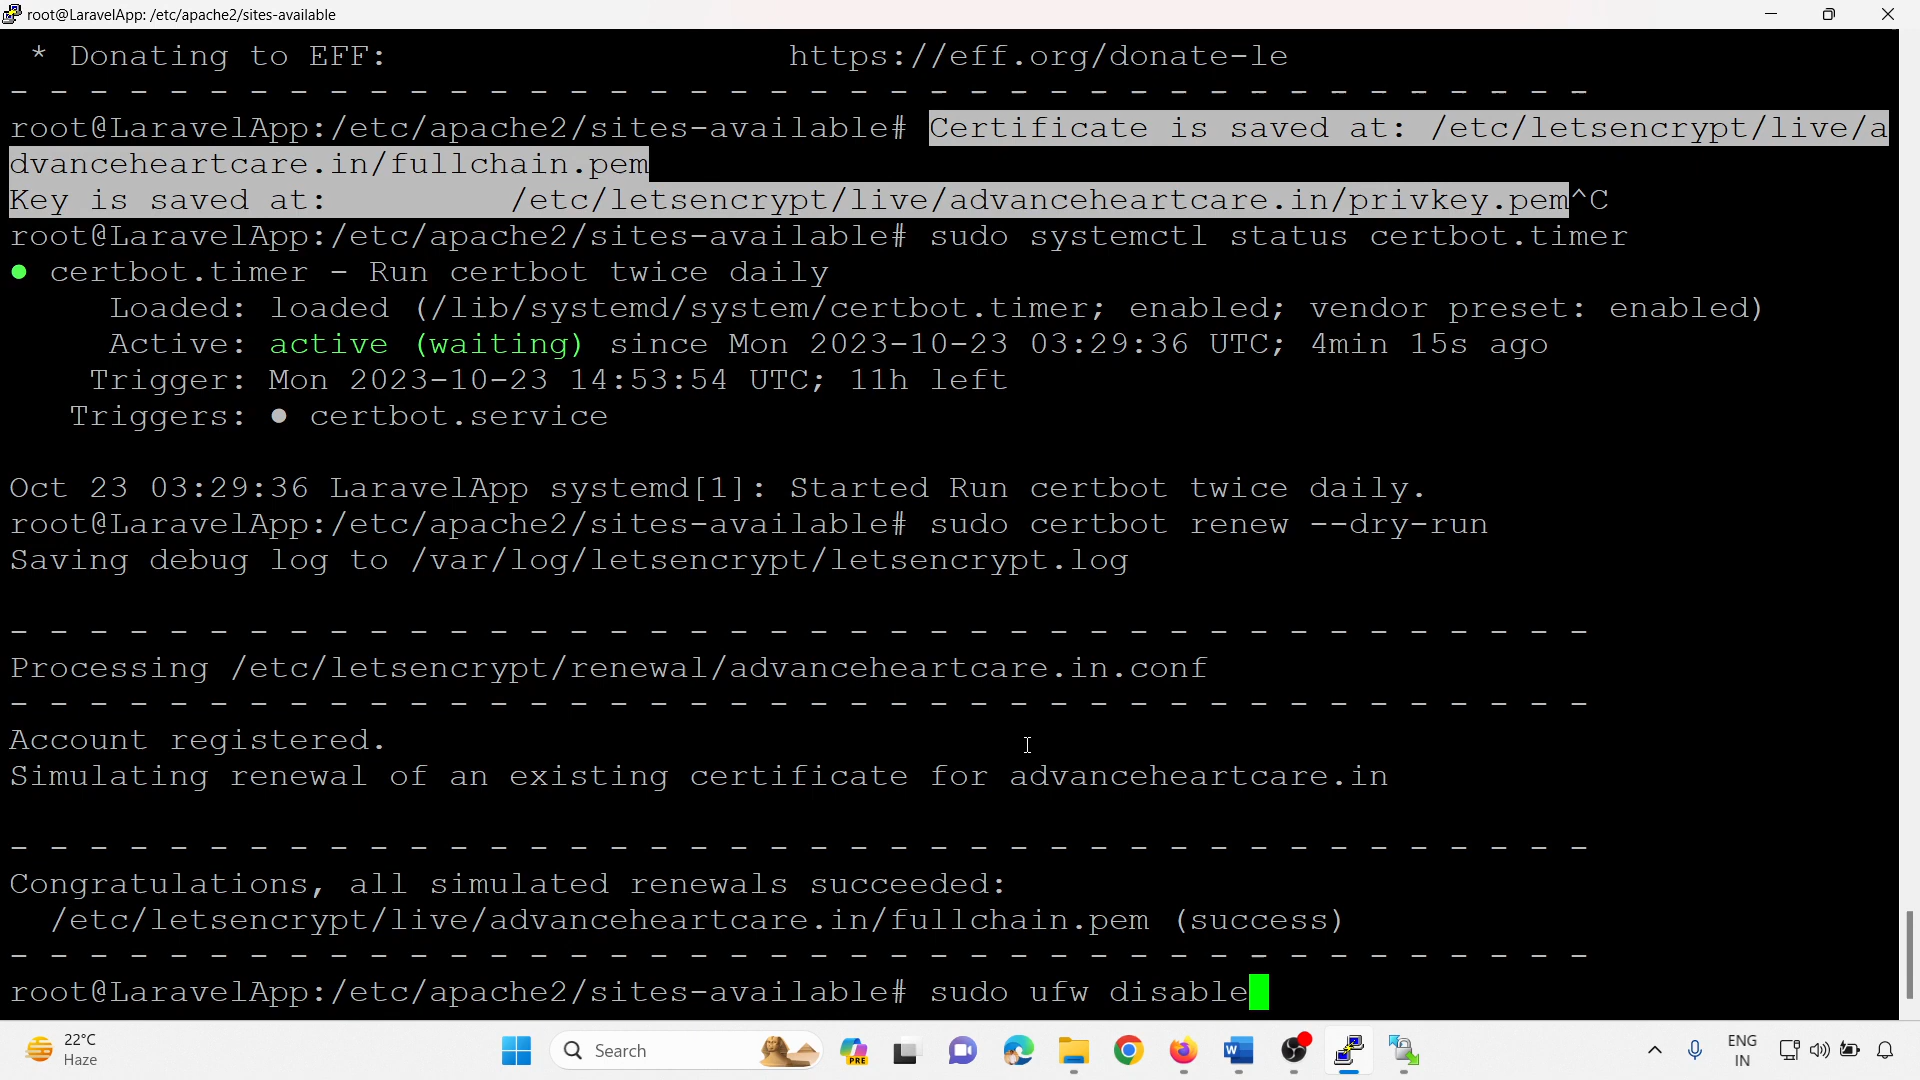 root@LaravelApp: /etc/apache2/sites-available
* Donating to EFF: https://eff.org/donate-le
- - - - - - - - - - - - - - - - - - - - - - - - - - - - - - - - - - - - - - - -
root@LaravelApp:/etc/apache2/sites-available# Certificate is saved at: /etc/letsencrypt/live/a
dvanceheartcare.in/fullchain.pem
Key is saved at:         /etc/letsencrypt/live/advanceheartcare.in/privkey.pem^C
root@LaravelApp:/etc/apache2/sites-available# sudo systemctl status certbot.timer
● certbot.timer - Run certbot twice daily
Loaded: loaded (/lib/systemd/system/certbot.timer; enabled; vendor preset: enabled)
Active: active (waiting) since Mon 2023-10-23 03:29:36 UTC; 4min 15s ago
Trigger: Mon 2023-10-23 14:53:54 UTC; 11h left
Triggers: ● certbot.service
Oct 23 03:29:36 LaravelApp systemd[1]: Started Run certbot twice daily.
root@LaravelApp:/etc/apache2/sites-available# sudo certbot renew --dry-run
Saving debug log to /var/log/letsencrypt/letsencrypt.log
- - - - - - - - - - - - - - - - - - - - - - - - - - - - - - - - - - - - - - - -
Processing /etc/letsencrypt/renewal/advanceheartcare.in.conf
- - - - - - - - - - - - - - - - - - - - - - - - - - - - - - - - - - - - - - - -
Account registered.
Simulating renewal of an existing certificate for advanceheartcare.in
- - - - - - - - - - - - - - - - - - - - - - - - - - - - - - - - - - - - - - - -
Congratulations, all simulated renewals succeeded:
/etc/letsencrypt/live/advanceheartcare.in/fullchain.pem (success)
- - - - - - - - - - - - - - - - - - - - - - - - - - - - - - - - - - - - - - - -
root@LaravelApp:/etc/apache2/sites-available# sudo ufw disable
22°C
Haze
Search
PRE
W
ENG
IN